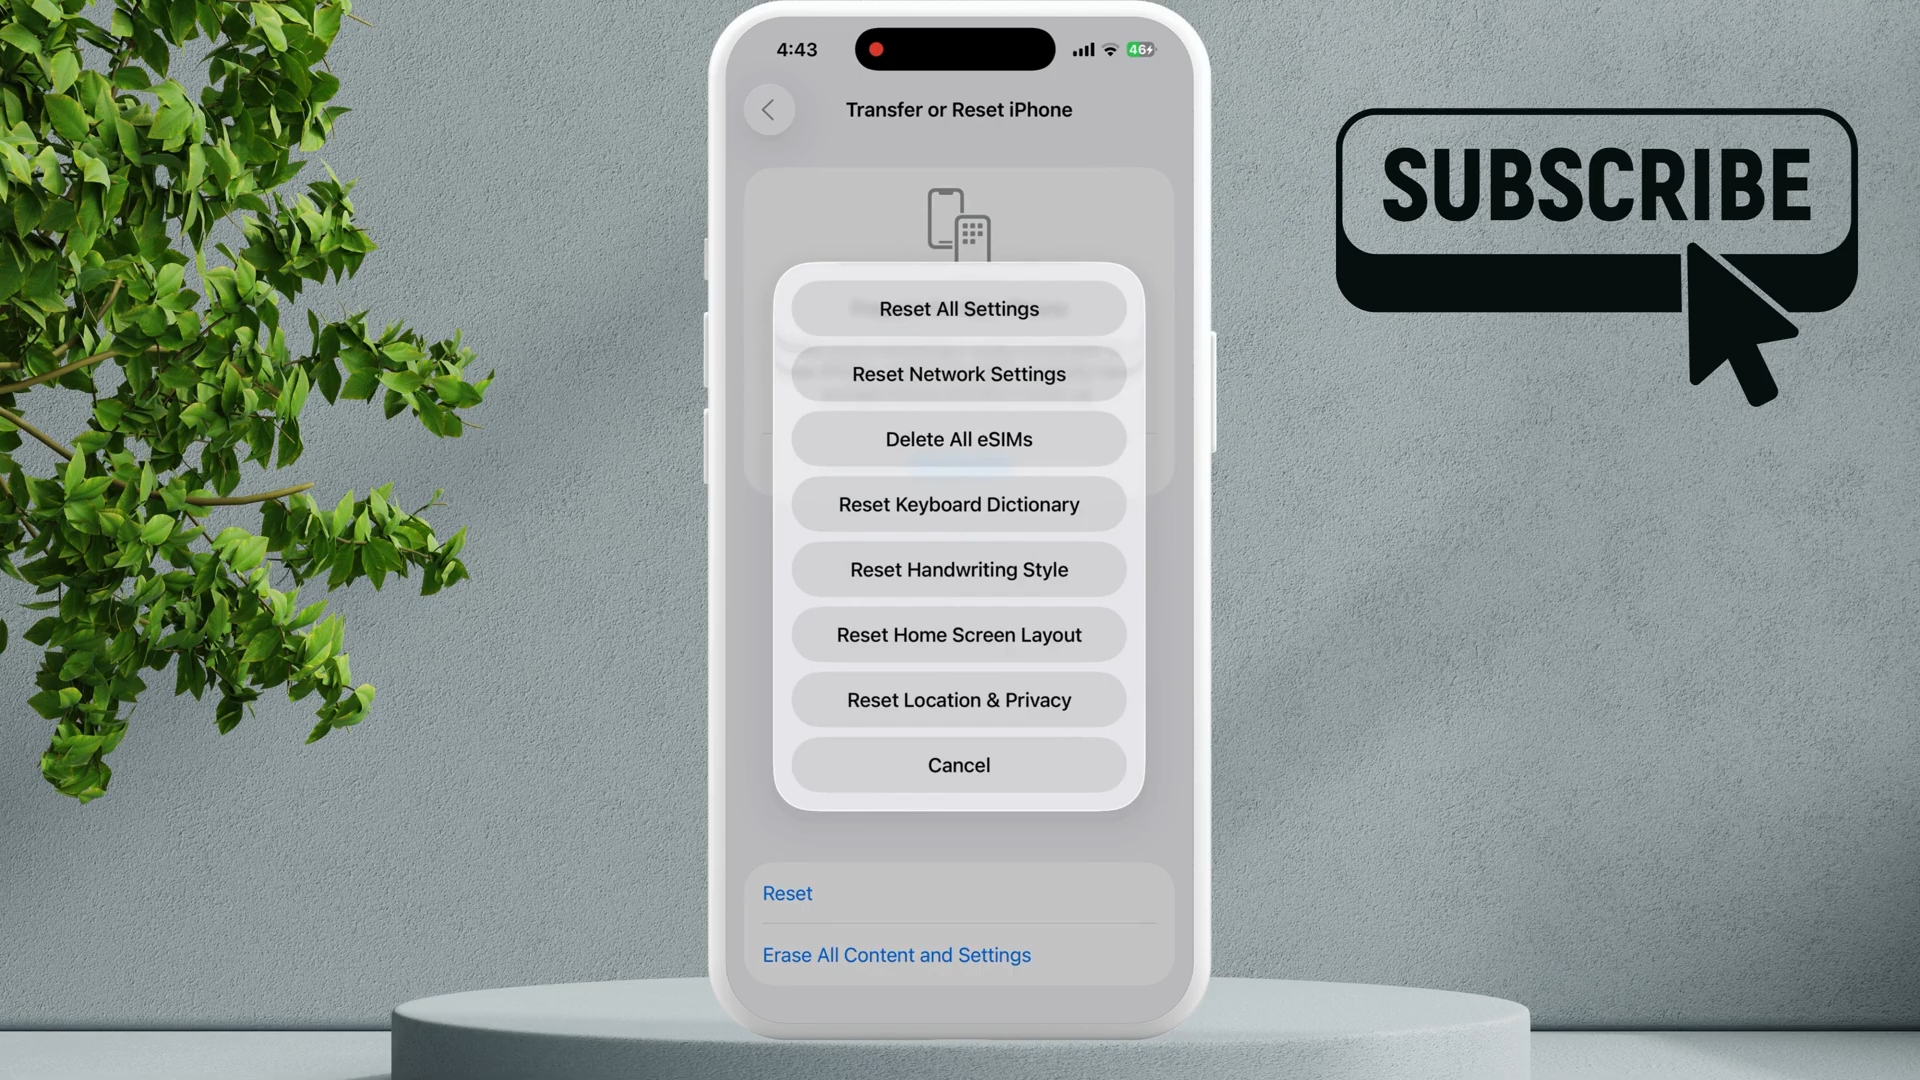 4:43
46
Transfer or Reset iPhone
Reset All Settings
Reset Network Settings
Delete All eSIMs
Reset Keyboard Dictionary
Reset Handwriting Style
Reset Home Screen Layout
Reset Location & Privacy
Cancel
Reset
Erase All Content and Settings
SUBSCRIBE